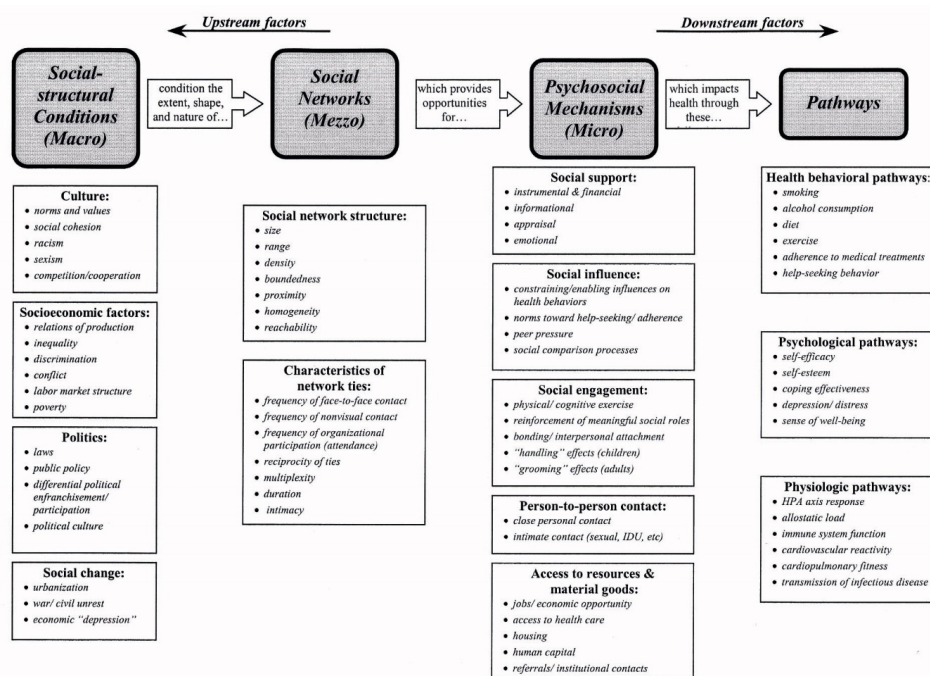 Upstream factors
Downstream factors
Social-
structural
Conditions
(Macro)
condition the
extent, shape,
and nature of…
Social
Networks
(Mezzo)
which provides
opportunities
for…
Psychosocial
Mechanisms
(Micro)
which impacts
health through
these…
Pathways
Culture:
• norms and values
• social cohesion
• racism
• sexism
• competition/cooperation
Socioeconomic factors:
• relations of production
• inequality
• discrimination
• conflict
• labor market structure
• poverty
Politics:
• laws
• public policy
• differential political
enfranchisement/
participation
• political culture
Social change:
• urbanization
• war/ civil unrest
• economic “depression”
Social network structure:
• size
• range
• density
• boundedness
• proximity
• homogeneity
• reachability
Characteristics of
network ties:
• frequency of face-to-face contact
• frequency of nonvisual contact
• frequency of organizational
participation (attendance)
• reciprocity of ties
• multiplexity
• duration
• intimacy
Social support:
• instrumental & financial
• informational
• appraisal
• emotional
Social influence:
• constraining/enabling influences on
health behaviors
• norms toward help-seeking/ adherence
• peer pressure
• social comparison processes
Social engagement:
• physical/ cognitive exercise
• reinforcement of meaningful social roles
• bonding/ interpersonal attachment
• “handling” effects (children)
• “grooming” effects (adults)
Person-to-person contact:
• close personal contact
• intimate contact (sexual, IDU, etc)
Access to resources &
material goods:
• jobs/ economic opportunity
• access to health care
• housing
• human capital
• referrals/ institutional contacts
Health behavioral pathways:
• smoking
• alcohol consumption
• diet
• exercise
• adherence to medical treatments
• help-seeking behavior
Psychological pathways:
• self-efficacy
• self-esteem
• coping effectiveness
• depression/ distress
• sense of well-being
Physiologic pathways:
• HPA axis response
• allostatic load
• immune system function
• cardiovascular reactivity
• cardiopulmonary fitness
• transmission of infectious disease